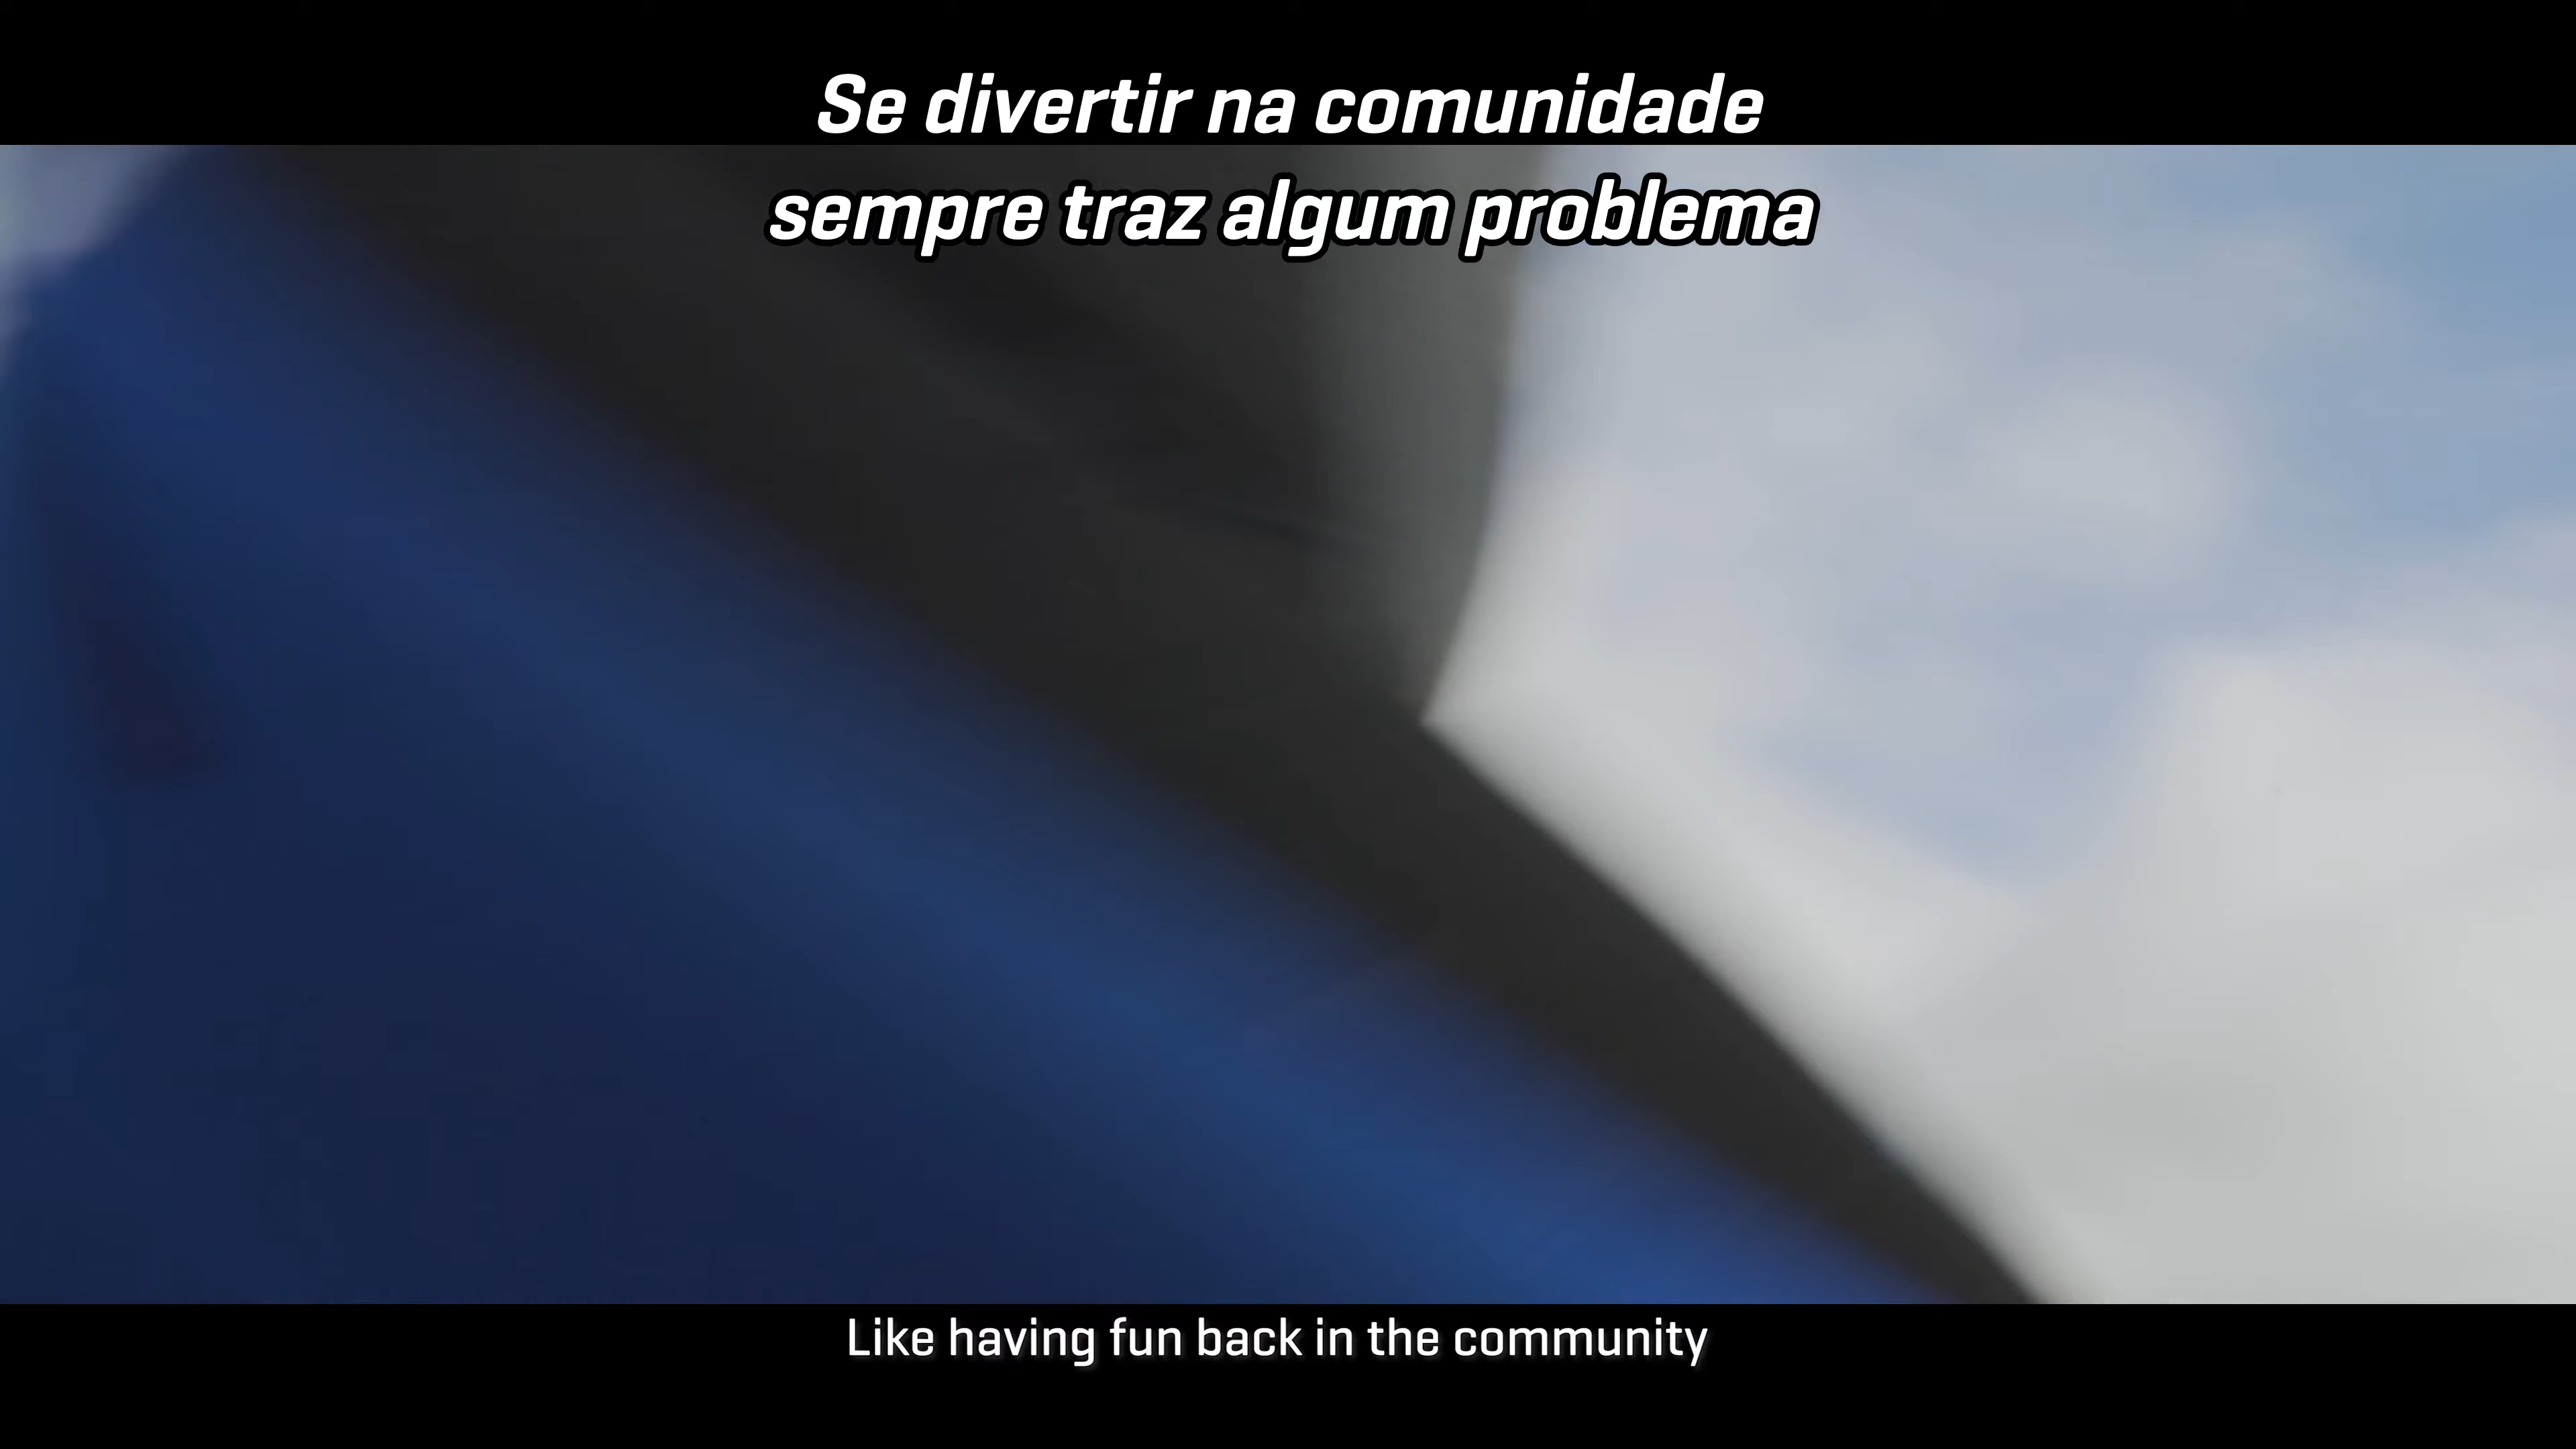 Se divertir na comunidade
sempre traz algum problema
Like having fun back in the community